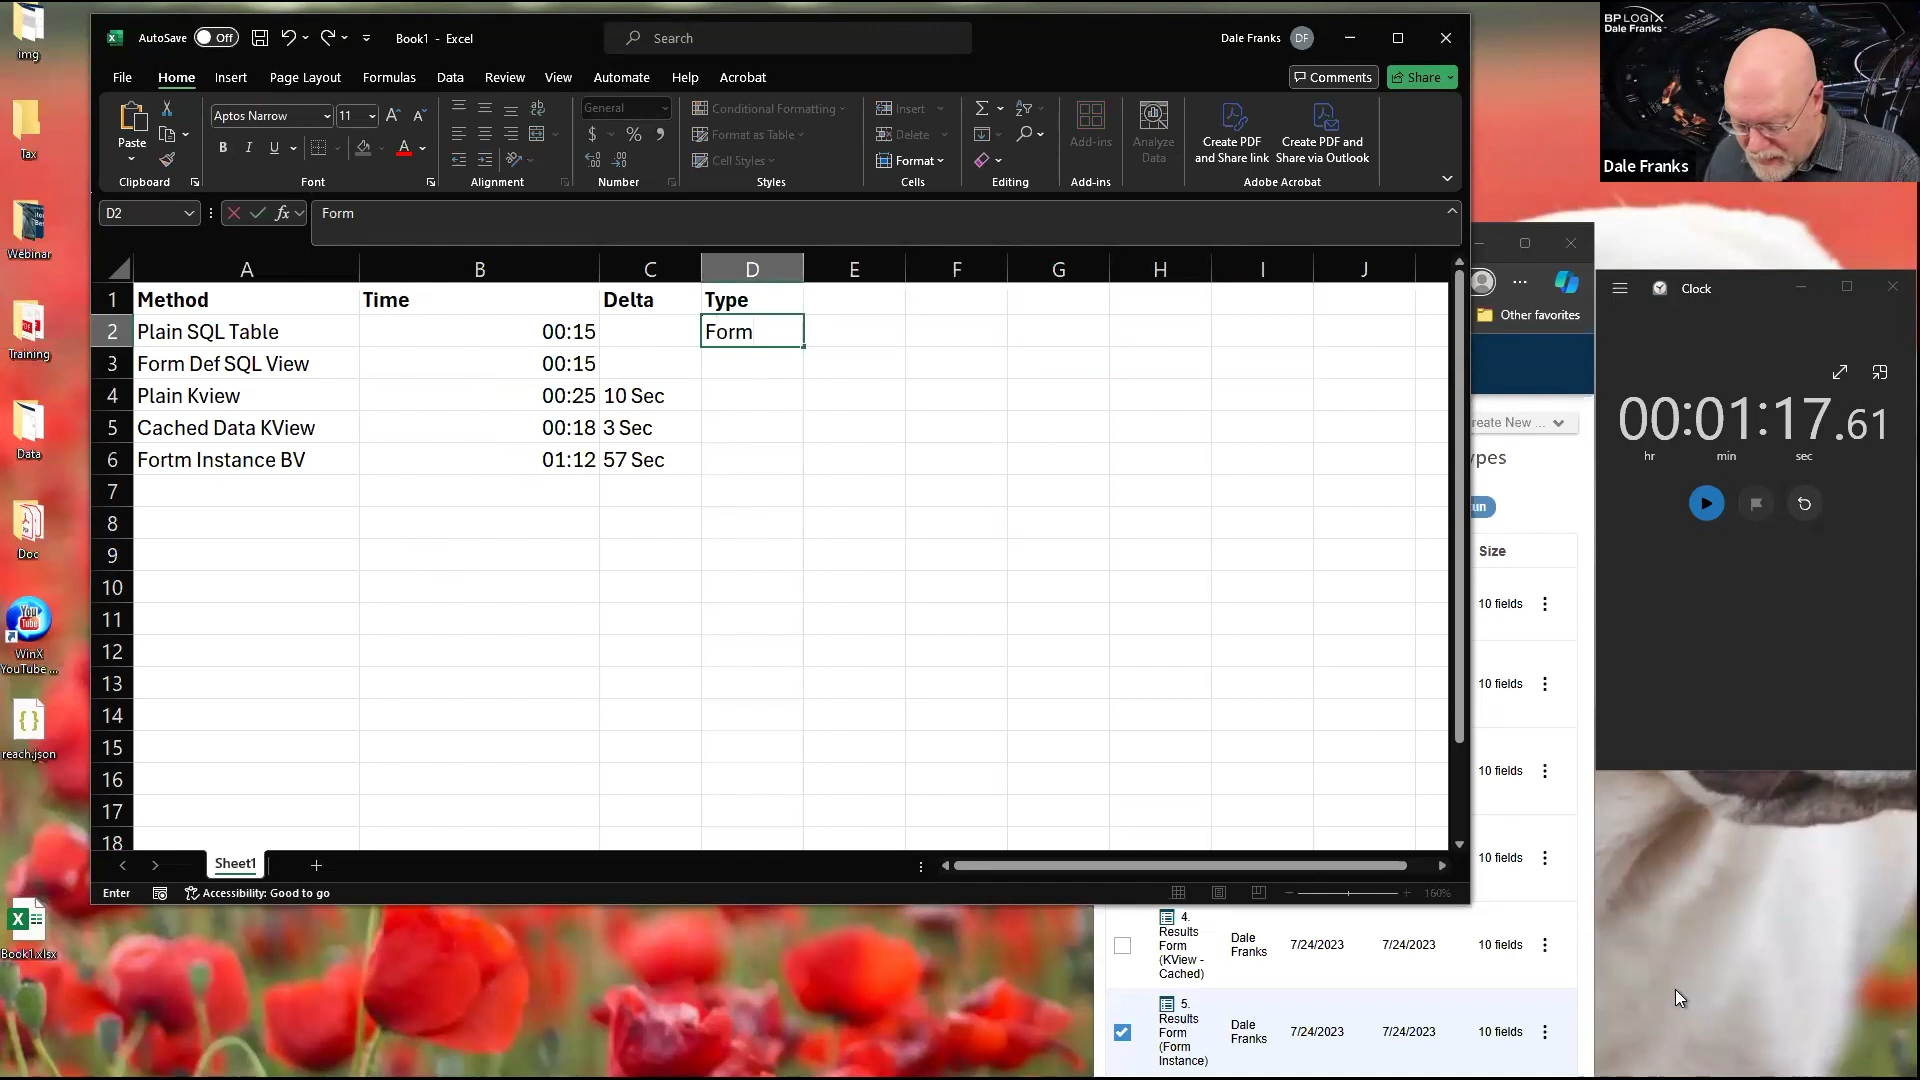 img
Tax
Webinar
Training
Data
Doc
WinX
YouTube ...
reach.json
Book1.xlsx
AutoSave Off
Book1 - Excel
Search
Dale Franks DF
File Home Insert Page Layout Formulas Data Review View Automate Help Acrobat
Comments Share
Paste
Aptos Narrow 11
B I U
General
$ % 9
Conditional Formatting
Format as Table
Cell Styles
Insert
Delete
Format
Add-ins
Analyze
Data
Create PDF
and Share link
Create PDF and
Share via Outlook
Clipboard Font Alignment Number Styles Cells Editing Add-ins Adobe Acrobat
D2 fx Form
A B C D E F G H I J
1 Method Time Delta Type
2 Plain SQL Table 00:15 Form
3 Form Def SQL View 00:15
4 Plain Kview 00:25 10 Sec
5 Cached Data KView 00:18 3 Sec
6 Fortm Instance BV 01:12 57 Sec
7
8
9
10
11
12
13
14
15
16
17
18
Sheet1
Enter Accessibility: Good to go 160%
BP LOGIX
Dale Franks
Dale Franks
Other favorites
reate New ...
ypes
un
Size
10 fields
10 fields
10 fields
10 fields
4.
Results
Form
(KView -
Cached)
Dale
Franks
7/24/2023 7/24/2023 10 fields
5.
Results
Form
(Form
Instance)
Dale
Franks
7/24/2023 7/24/2023 10 fields
Clock
00:01:17.61
hr min sec